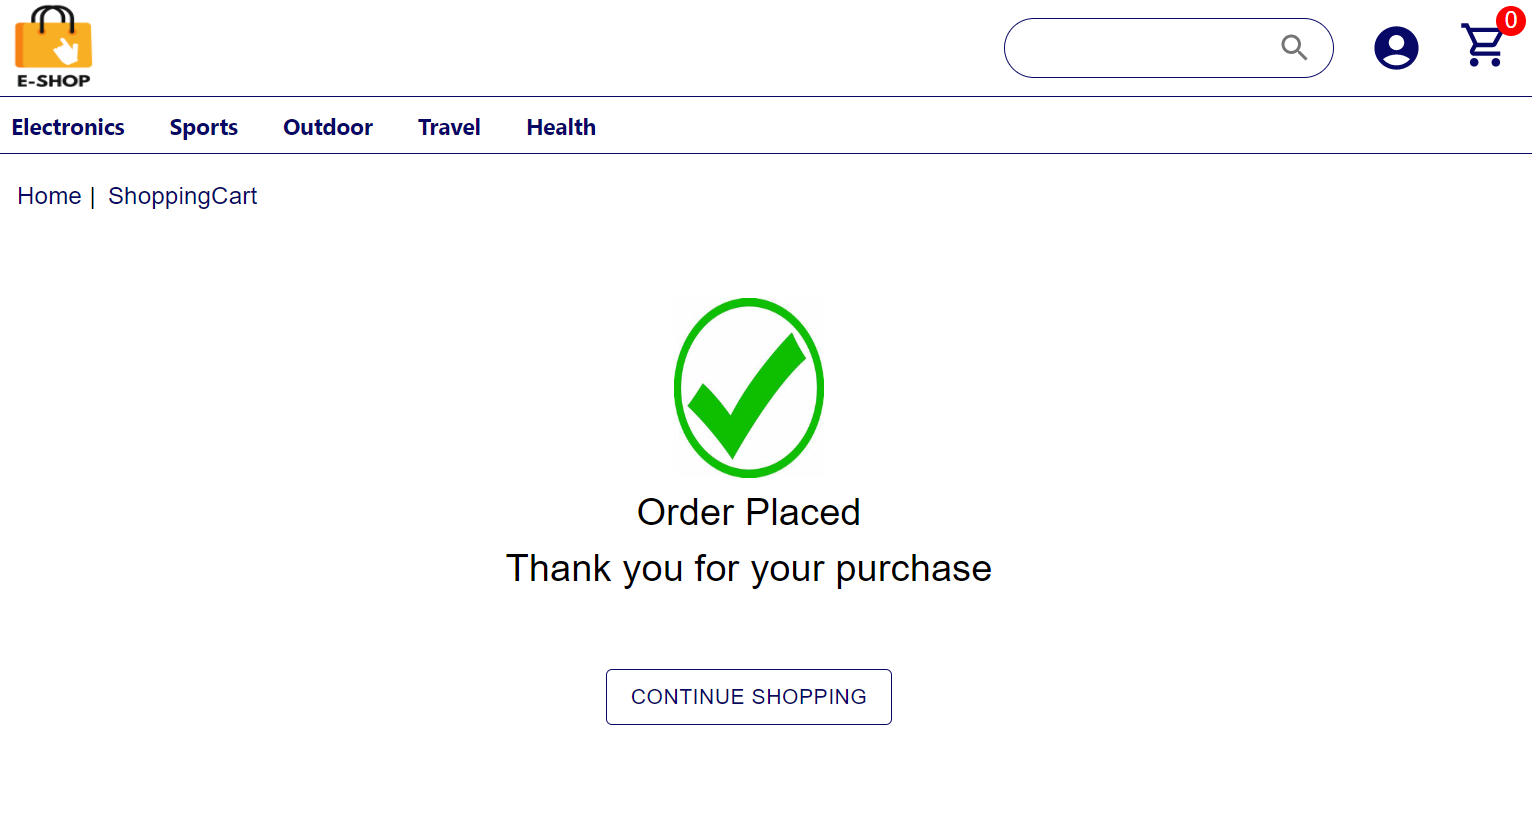 E-SHOP
0
Electronics Sports Outdoor Travel Health
Home | ShoppingCart
Order Placed
Thank you for your purchase
CONTINUE SHOPPING